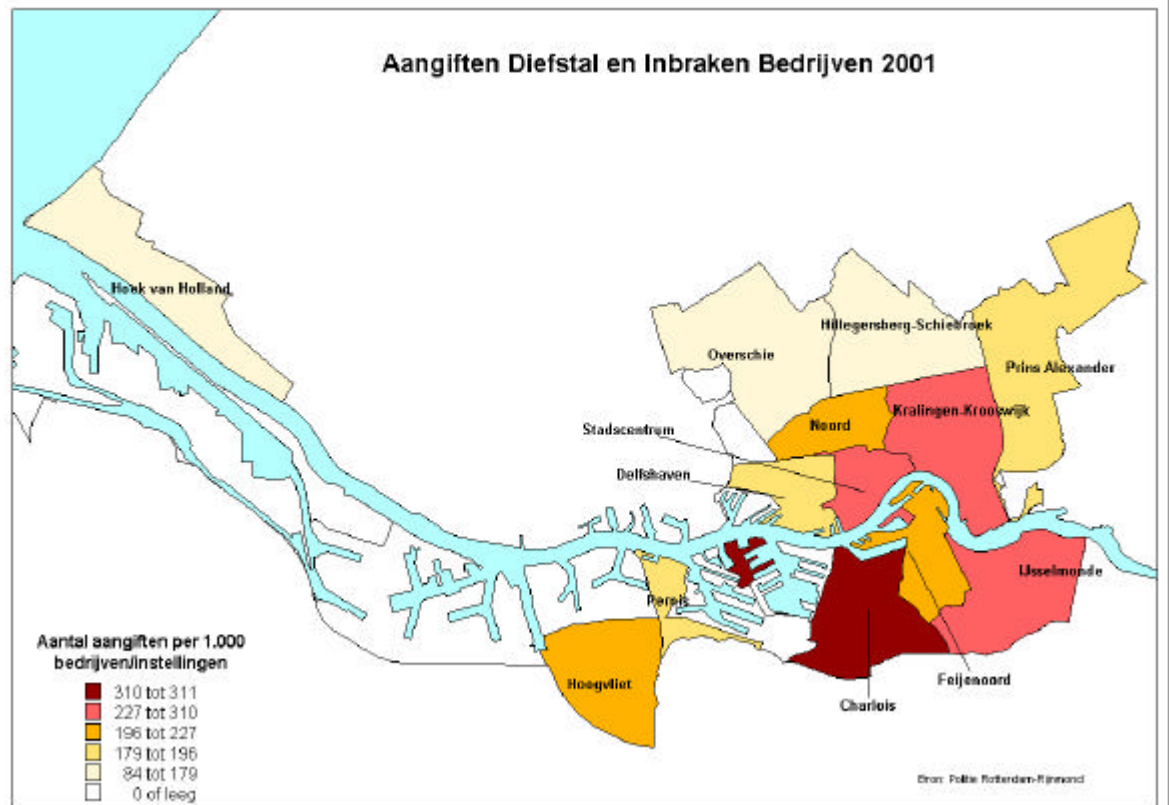 Aangiften Diefstal en Inbraken Bedrijven 2001
Hoek van Holland
Hillegersberg-Schiebroek
Overschie
Prins Alexander
Kralingen-Krooswijk
Noord
Stadscentrum
Delfshaven
IJsselmonde
Pernis
Hoogvliet
Feijenoord
Charlois
Aantal aangiften per 1.000
bedrijven/instellingen
310 tot 311
227 tot 310
196 tot 227
179 tot 196
84 tot 179
0 of leeg
Bron: Politie Rotterdam-Rijnmond